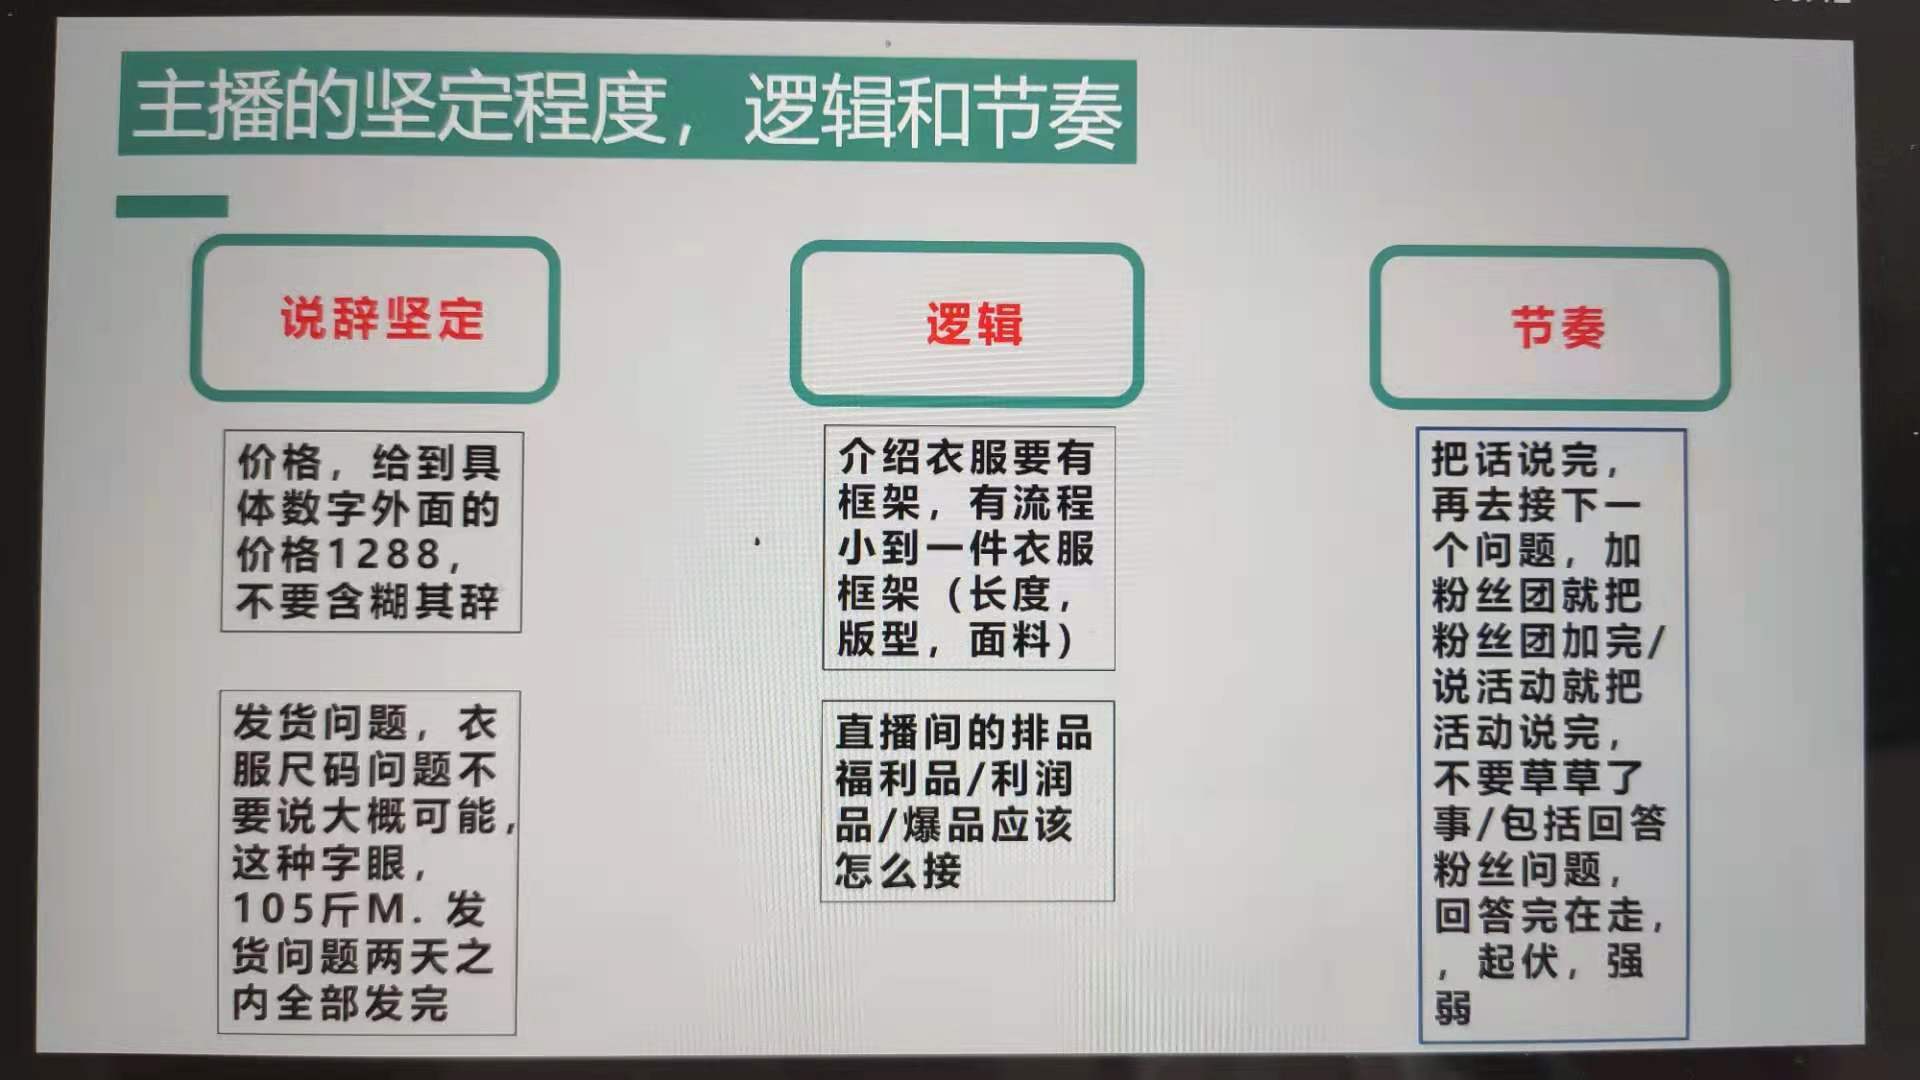 主播的坚定程度，逻辑和节奏
说辞坚定
价格，给到具
体数字外面的
价格1288，
不要含糊其辞
发货问题，衣
服尺码问题不
要说大概可能，
这种字眼，
105斤M．发
货问题两天之
内全部发完
逻辑
介绍衣服要有
框架，有流程
小到一件衣服
框架（长度，
版型，面料）
直播间的排品
福利品/利润
品/爆品应该
怎么接
节奏
把话说完，
再去接下一
个问题，加
粉丝团就把
粉丝团加完/
说活动就把
活动说完，
不要草草了
事/包括回答
粉丝问题，
回答完在走，
，起伏，强
弱